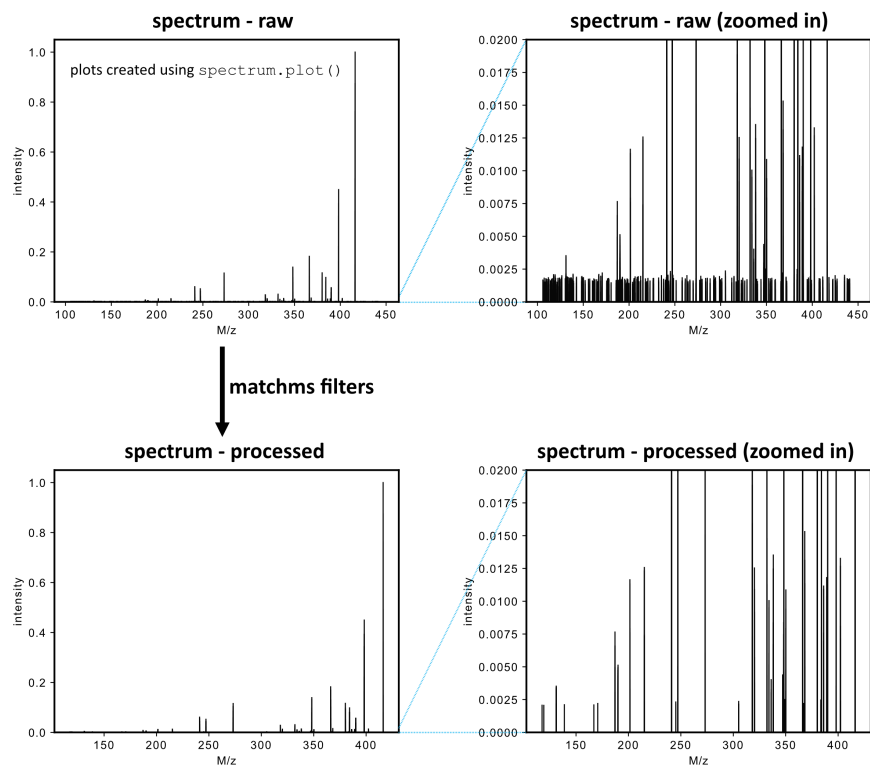 spectrum - raw
spectrum - raw (zoomed in)
plots created using spectrum.plot()
intensity
1.0
0.8
0.6
0.4
0.2
0.0
100 150 200 250 300 350 400 450
M/z
intensity
0.0200
0.0175
0.0150
0.0125
0.0100
0.0075
0.0050
0.0025
0.0000
100 150 200 250 300 350 400 450
M/z
matchms filters
spectrum - processed
spectrum - processed (zoomed in)
intensity
1.0
0.8
0.6
0.4
0.2
0.0
150 200 250 300 350 400
M/z
intensity
0.0200
0.0175
0.0150
0.0125
0.0100
0.0075
0.0050
0.0025
0.0000
150 200 250 300 350 400
M/z